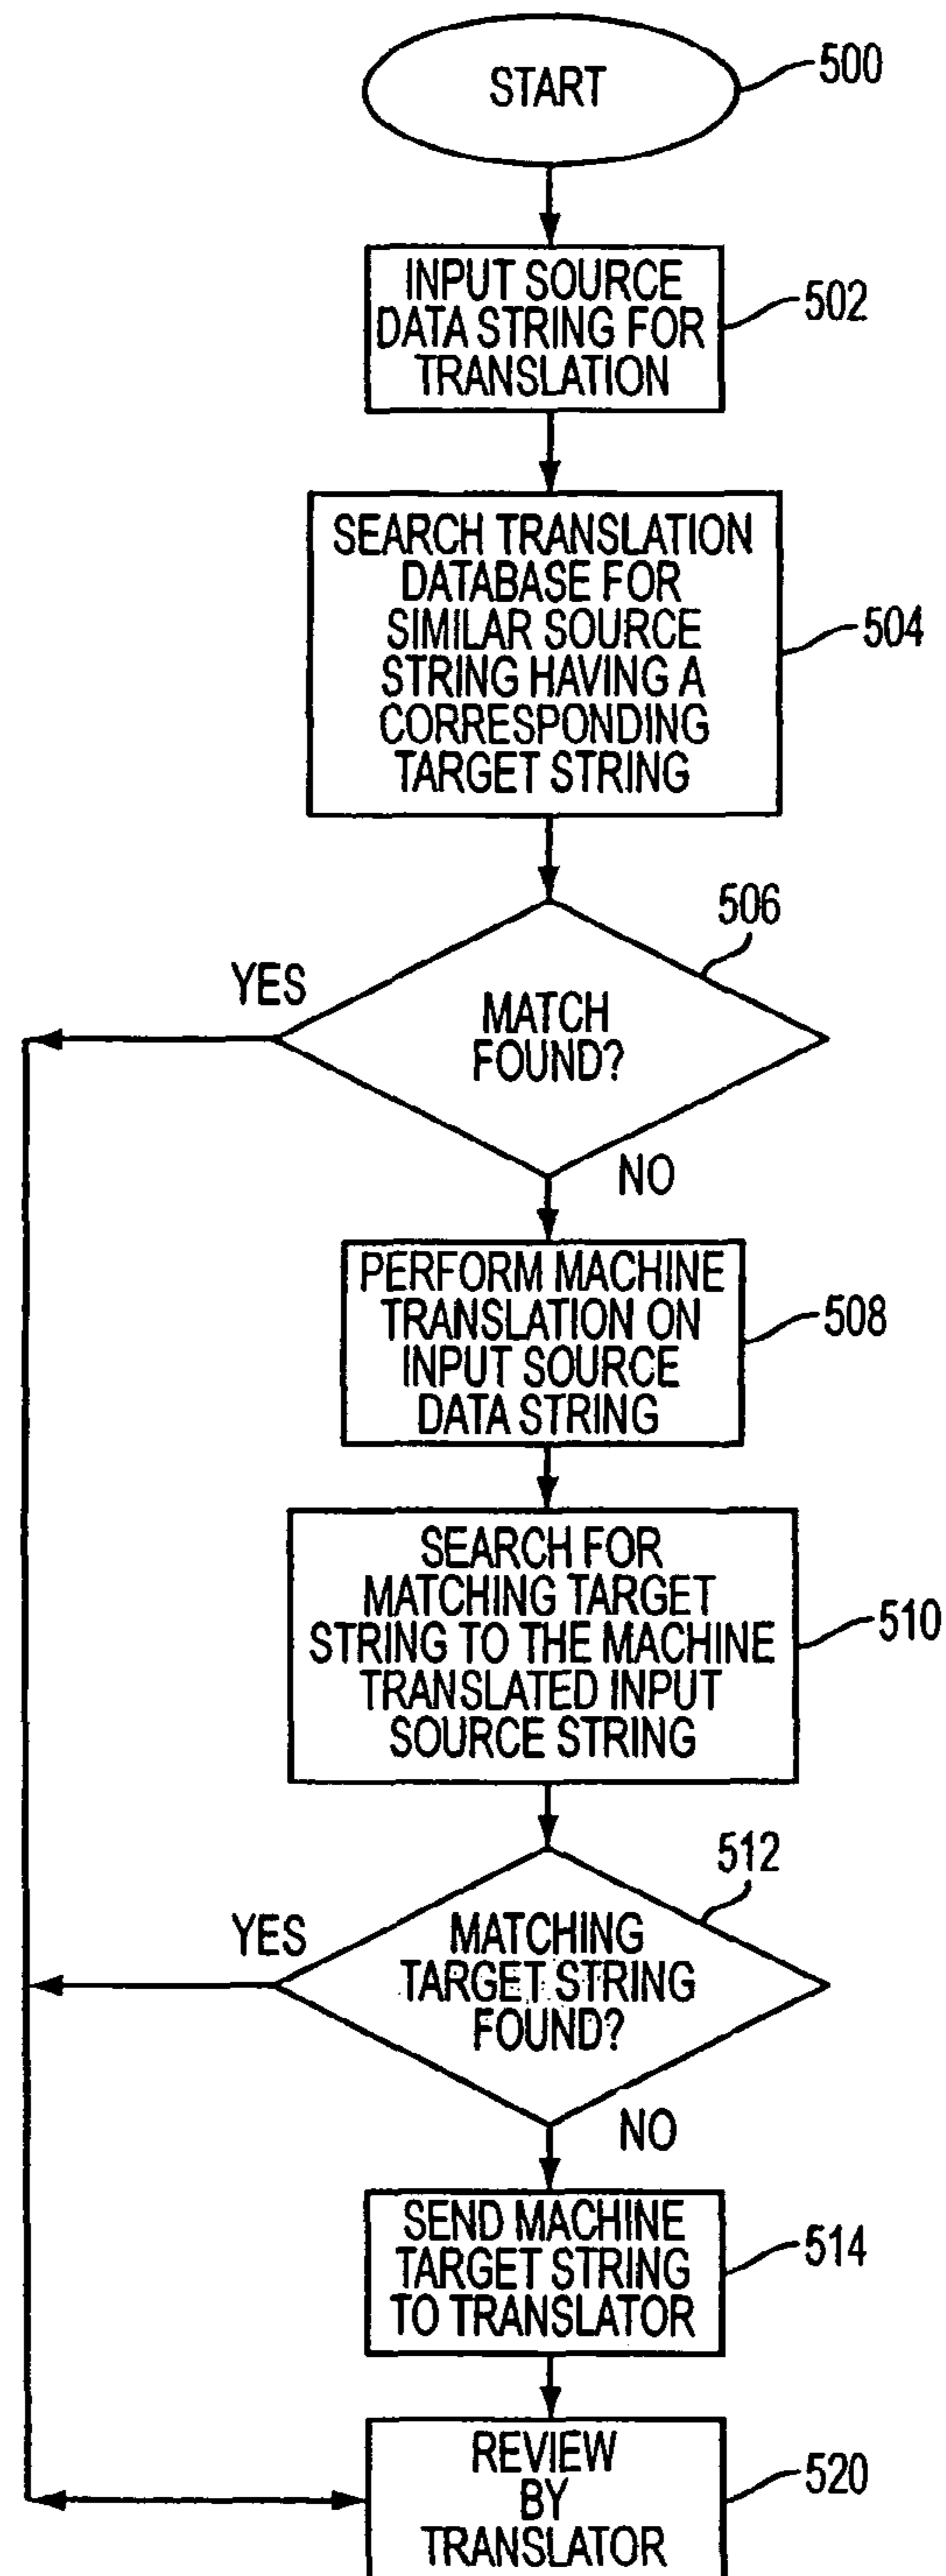 START
500
INPUT SOURCE
DATA STRING FOR
TRANSLATION
502
SEARCH TRANSLATION
DATABASE FOR
SIMILAR SOURCE
STRING HAVING A
CORRESPONDING
TARGET STRING
504
506
YES
MATCH
FOUND?
NO
PERFORM MACHINE
TRANSLATION ON
INPUT SOURCE
DATA STRING
508
SEARCH FOR
MATCHING TARGET
STRING TO THE MACHINE
TRANSLATED INPUT
SOURCE STRING
510
512
YES
MATCHING
TARGET STRING
FOUND?
NO
SEND MACHINE
TARGET STRING
TO TRANSLATOR
514
REVIEW
BY
TRANSLATOR
520